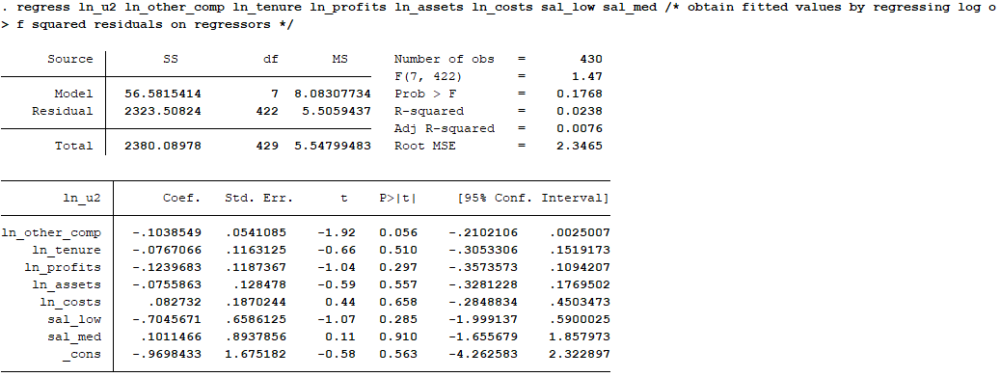 . regress ln_u2 ln_other_comp ln_tenure ln_profits ln_assets ln_costs sal_low sal_med /* obtain fitted values by regressing log o
> f squared residuals on regressors */
Source SS df MS Number of obs = 430
F(7, 422) = 1.47
Model 56.5815414 7 8.08307734 Prob > F = 0.1768
Residual 2323.50824 422 5.5059437 R-squared = 0.0238
Adj R-squared = 0.0076
Total 2380.08978 429 5.54799483 Root MSE = 2.3465
ln_u2 Coef. Std. Err. t P>|t| [95% Conf. Interval]
ln_other_comp -.1038549 .0541085 -1.92 0.056 -.2102106 .0025007
ln_tenure -.0767066 .1163125 -0.66 0.510 -.3053306 .1519173
ln_profits -.1239683 .1187367 -1.04 0.297 -.3573573 .1094207
ln_assets -.0755863 .128478 -0.59 0.557 -.3281228 .1769502
ln_costs .082732 .1870244 0.44 0.658 -.2848834 .4503473
sal_low -.7045671 .6586125 -1.07 0.285 -1.999137 .5900025
sal_med .1011466 .8937856 0.11 0.910 -1.655679 1.857973
_cons -.9698433 1.675182 -0.58 0.563 -4.262583 2.322897